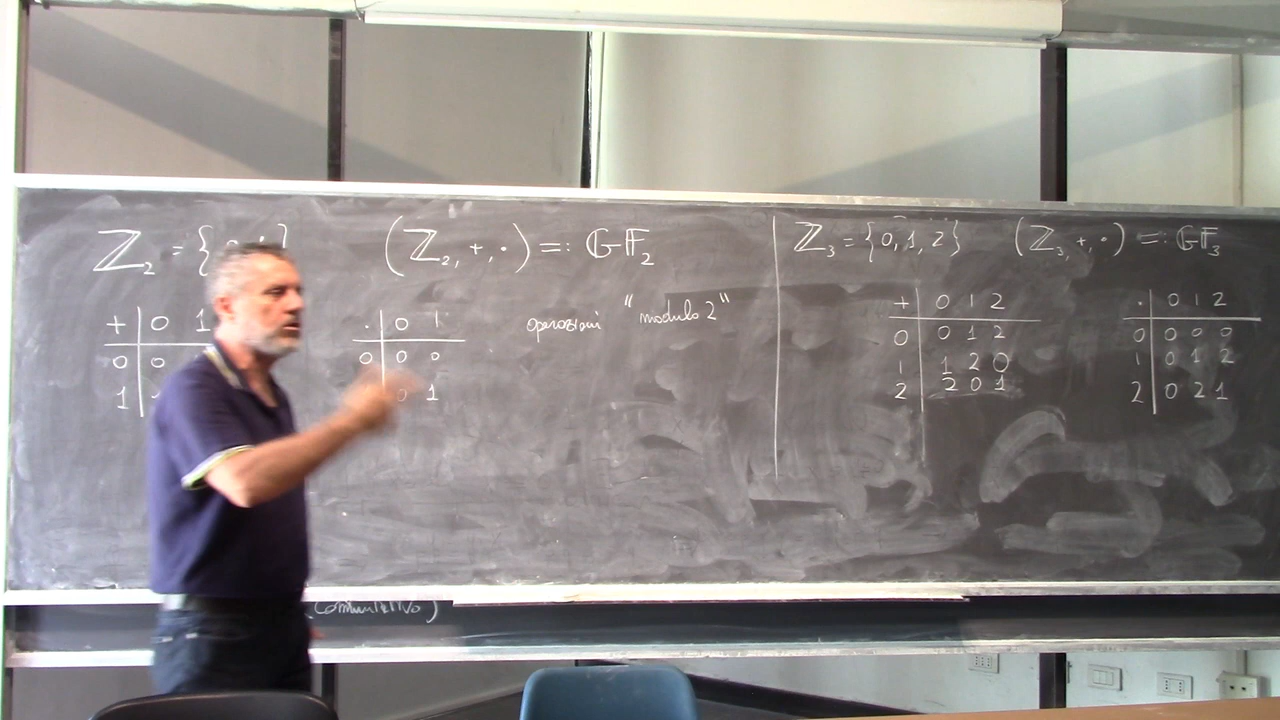 ℤ₂ = {
(ℤ₂, +, ·) =: 𝔾𝔽₂
+ | 0 1
0 | 0
1 |
· | 0 1
0 | 0 0
0 1
operazioni "modulo 2"
ℤ₃ = {0, 1, 2}
(ℤ₃, +, ·) =: 𝔾𝔽₃
+ | 0 1 2
0 | 0 1 2
1 | 1 2 0
2 | 2 0 1
· | 0 1 2
0 | 0 0 0
1 | 0 1 2
2 | 0 2 1
(commutativo)